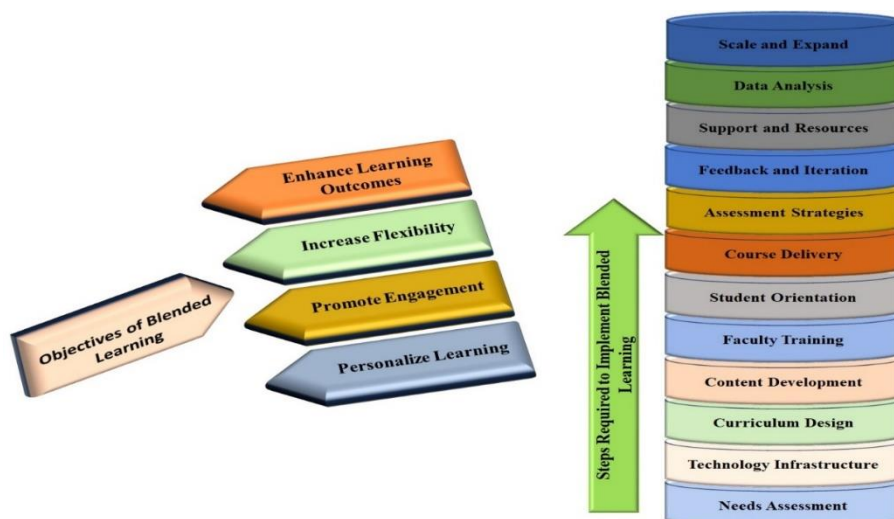 Objectives of Blended
Learning
Enhance Learning
Outcomes
Increase Flexibility
Promote Engagement
Personalize Learning
Steps Required to Implement Blended
Learning
Scale and Expand
Data Analysis
Support and Resources
Feedback and Iteration
Assessment Strategies
Course Delivery
Student Orientation
Faculty Training
Content Development
Curriculum Design
Technology Infrastructure
Needs Assessment